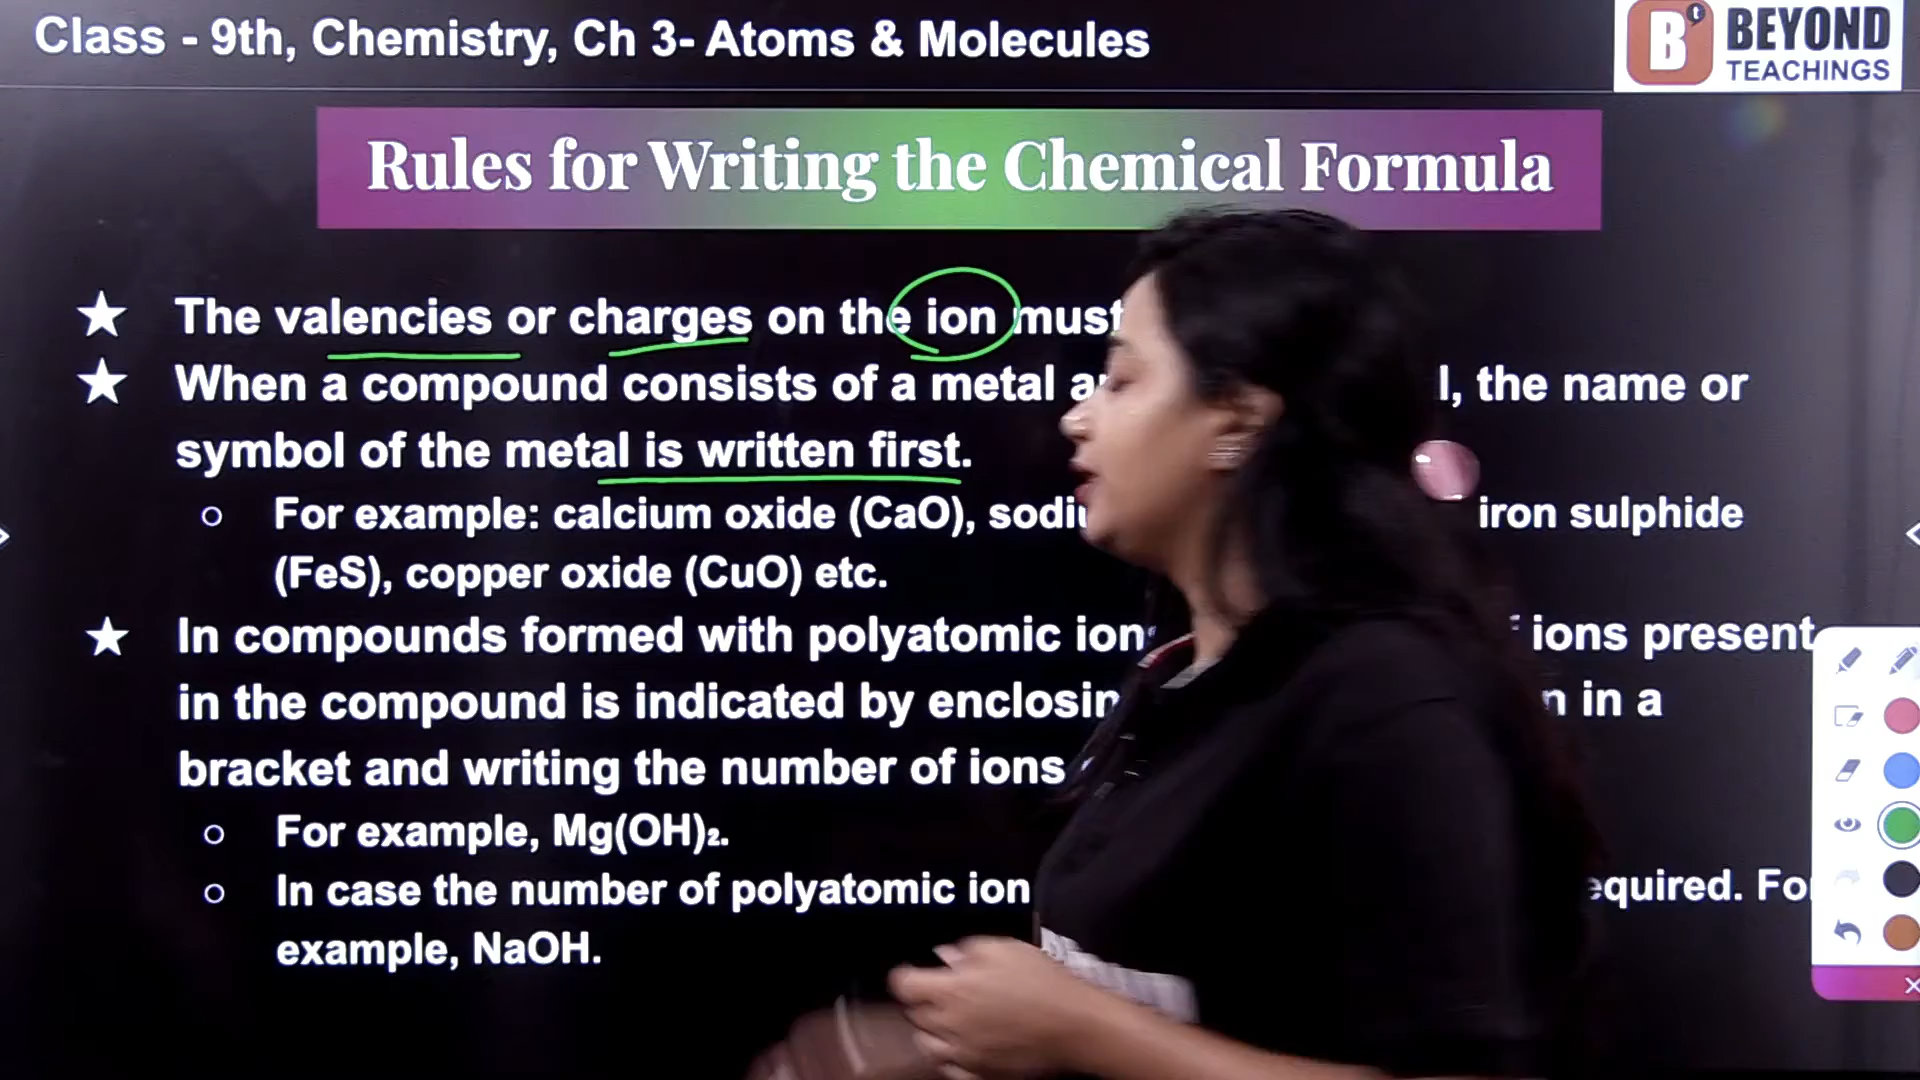 Class - 9th, Chemistry, Ch 3- Atoms & Molecules
B t BEYOND
TEACHINGS
Rules for Writing the Chemical Formula
★ The valencies or charges on the ion must
★ When a compound consists of a metal , the name or
symbol of the metal is written first.
○ For example: calcium oxide (CaO), iron sulphide
(FeS), copper oxide (CuO) etc.
★ In compounds formed with polyatomic ions present
in the compound is indicated by in a
bracket and writing the number of ions
○ For example, Mg(OH)₂.
○ In case the number of polyatomic ion For
example, NaOH.